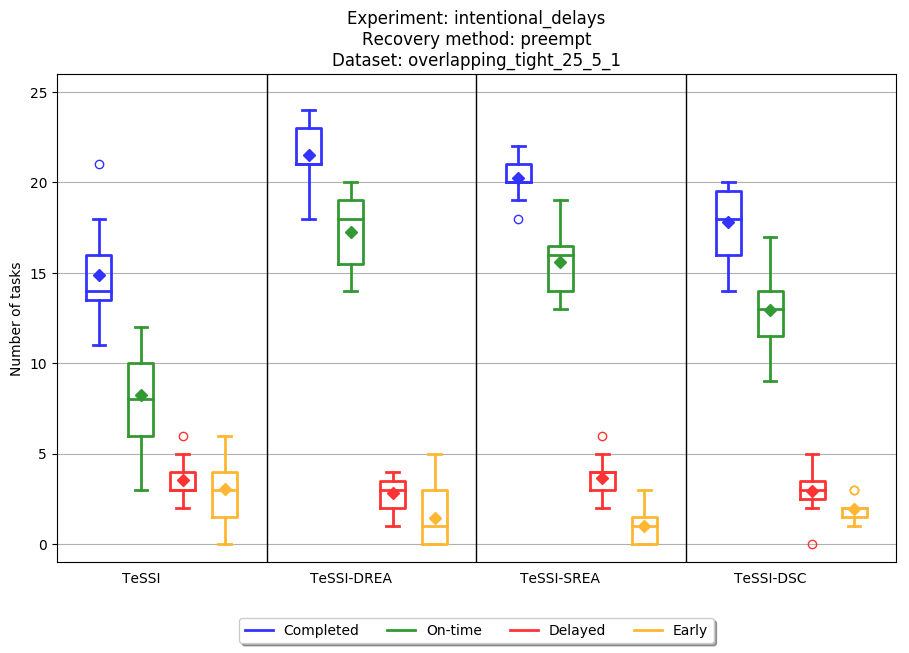 Experiment: intentional_delays
Recovery method: preempt
Dataset: overlapping_tight_25_5_1
Number of tasks
25
20
15
10
5
0
TeSSI
TeSSI-DREA
TeSSI-SREA
TeSSI-DSC
Completed
On-time
Delayed
Early